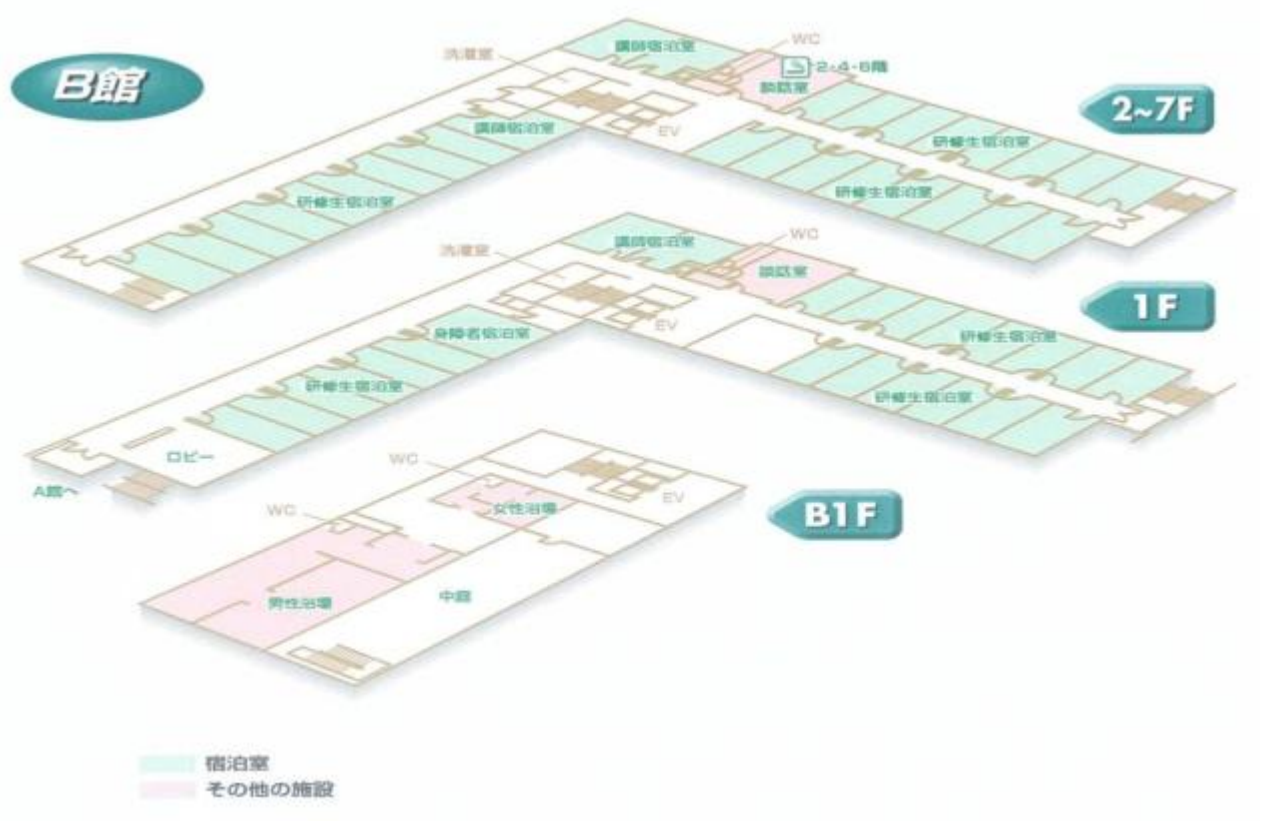 B館
講師宿泊室
WC
洗濯室
2・4・6階
談話室
2~7F
講師宿泊室
EV
研修生宿泊室
研修生宿泊室
研修生宿泊室
講師宿泊室
WC
洗濯室
談話室
1F
身障者宿泊室
EV
研修生宿泊室
研修生宿泊室
研修生宿泊室
ロビー
A館へ
WC
EV
女性浴場
B1F
WC
男性浴場
中庭
宿泊室
その他の施設